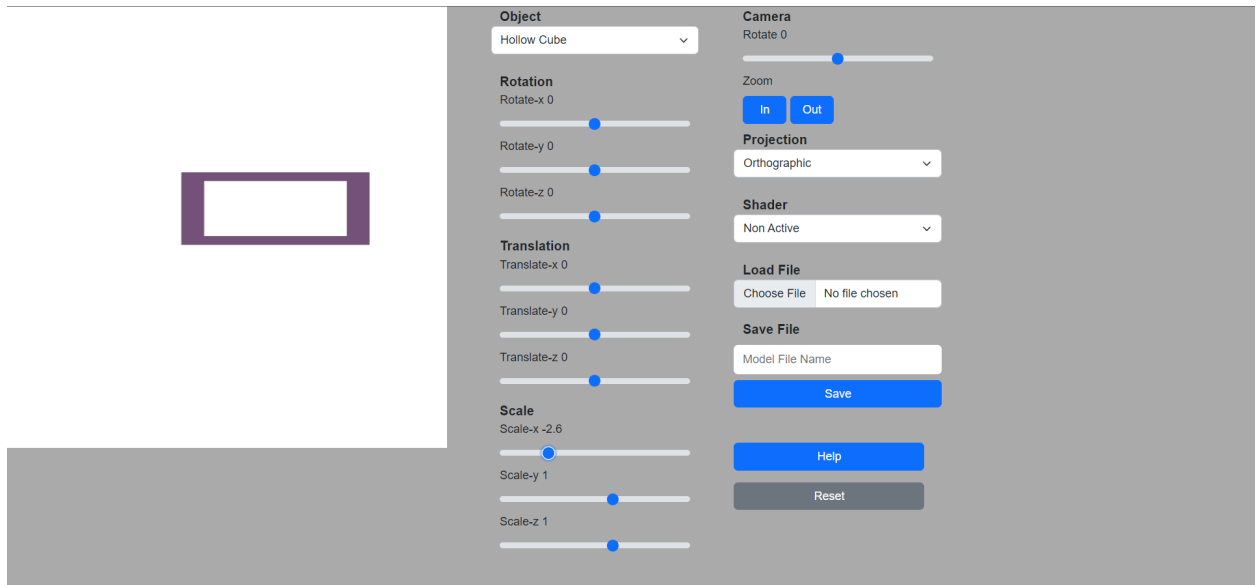 Object
Hollow Cube
Rotation
Rotate-x 0
Rotate-y 0
Rotate-z 0
Translation
Translate-x 0
Translate-y 0
Translate-z 0
Scale
Scale-x -2.6
Scale-y 1
Scale-z 1
Camera
Rotate 0
Zoom
In Out
Projection
Orthographic
Shader
Non Active
Load File
Choose File No file chosen
Save File
Model File Name
Save
Help
Reset